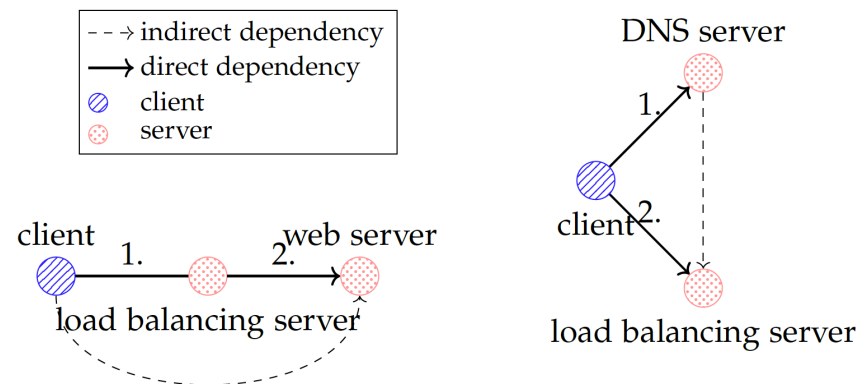 indirect dependency
direct dependency
client
server
client
1.
2.
web server
load balancing server
DNS server
1.
client
2.
load balancing server